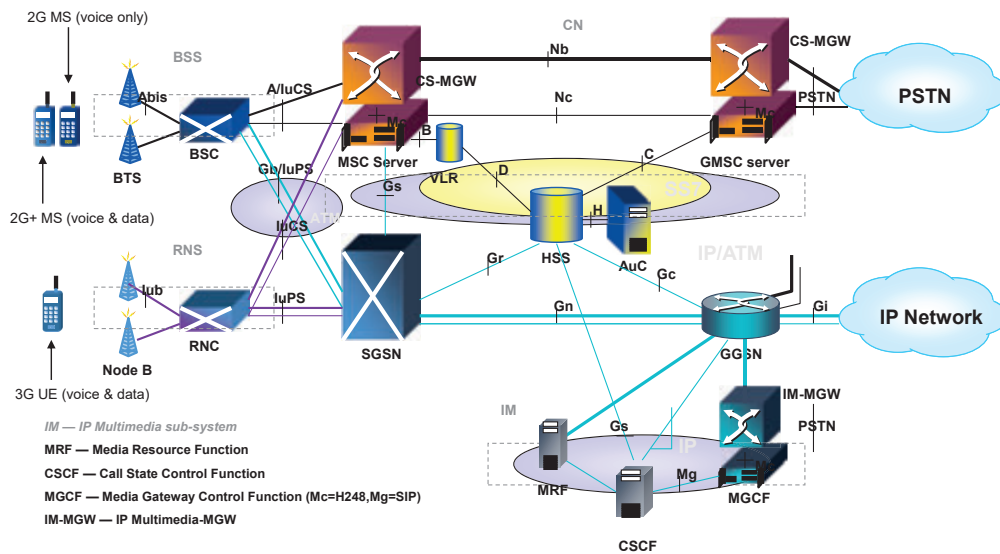 2G MS (voice only)
CN
CS-MGW
Nb
BSS
CS-MGW
Abis
A/IuCS
Nc
PSTN
PSTN
Mc
B
BSC
MSC Server
GMSC server
BTS
VLR
C
D
Gb/IuPS
Gs
SS7
2G+ MS (voice & data)
ATM
H
IuCS
HSS
AuC
IP/ATM
RNS
Gr
Gc
Iub
IuPS
Gn
Gi
IP Network
RNC
SGSN
GGSN
Node B
3G UE (voice & data)
IM-MGW
IM
PSTN
Gs
IP
MRF
Mg
MGCF
CSCF
IM — IP Multimedia sub-system
MRF — Media Resource Function
CSCF — Call State Control Function
MGCF — Media Gateway Control Function (Mc=H248,Mg=SIP)
IM-MGW — IP Multimedia-MGW